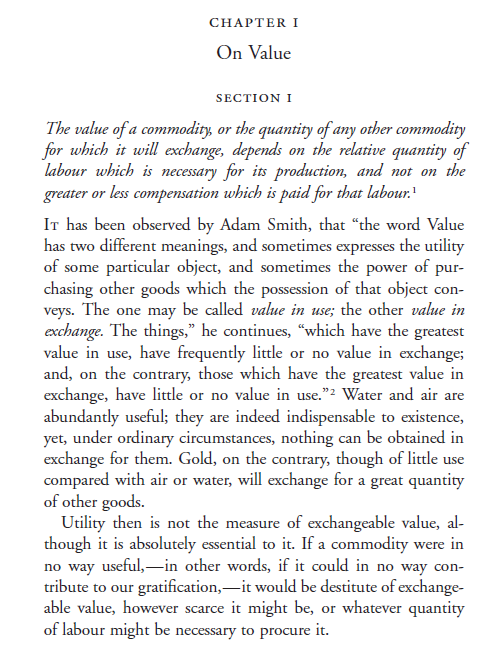 CHAPTER I
On Value
SECTION I
The value of a commodity, or the quantity of any other commodity
for which it will exchange, depends on the relative quantity of
labour which is necessary for its production, and not on the
greater or less compensation which is paid for that labour.¹
IT has been observed by Adam Smith, that “the word Value
has two different meanings, and sometimes expresses the utility
of some particular object, and sometimes the power of pur-
chasing other goods which the possession of that object con-
veys. The one may be called value in use; the other value in
exchange. The things,” he continues, “which have the greatest
value in use, have frequently little or no value in exchange;
and, on the contrary, those which have the greatest value in
exchange, have little or no value in use.”² Water and air are
abundantly useful; they are indeed indispensable to existence,
yet, under ordinary circumstances, nothing can be obtained in
exchange for them. Gold, on the contrary, though of little use
compared with air or water, will exchange for a great quantity
of other goods.
Utility then is not the measure of exchangeable value, al-
though it is absolutely essential to it. If a commodity were in
no way useful,—in other words, if it could in no way con-
tribute to our gratification,—it would be destitute of exchange-
able value, however scarce it might be, or whatever quantity
of labour might be necessary to procure it.